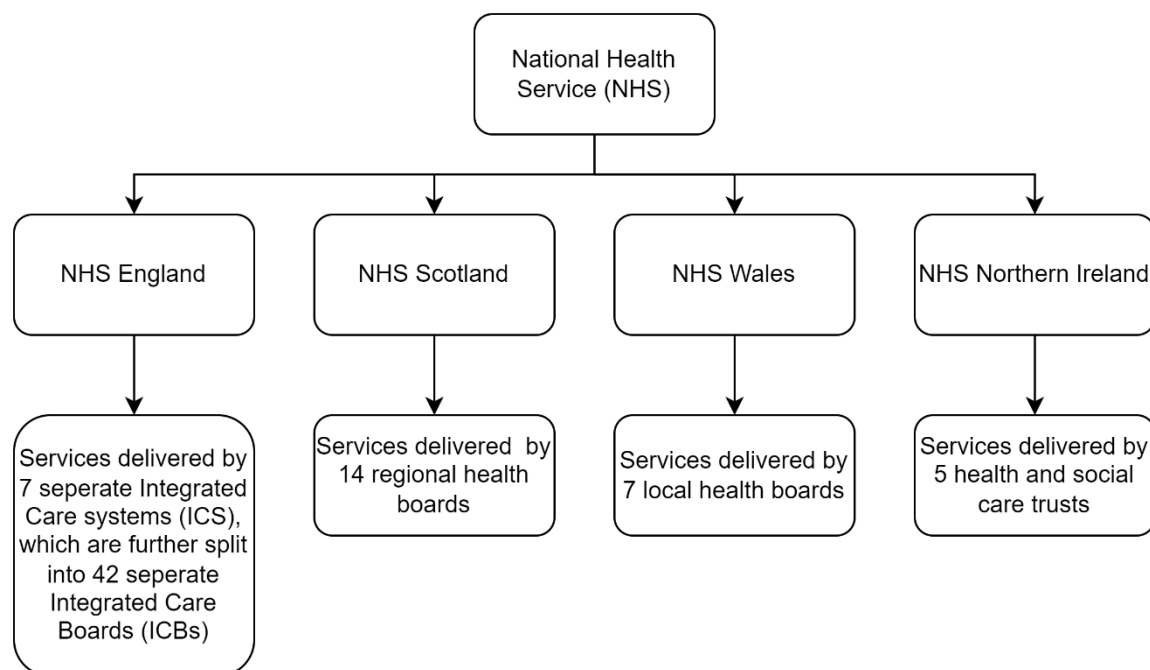 National Health
Service (NHS)
NHS England
NHS Scotland
NHS Wales
NHS Northern Ireland
Services delivered by
7 seperate Integrated
Care systems (ICS),
which are further split
into 42 seperate
Integrated Care
Boards (ICBs)
Services delivered by
14 regional health
boards
Services delivered by
7 local health boards
Services delivered by
5 health and social
care trusts